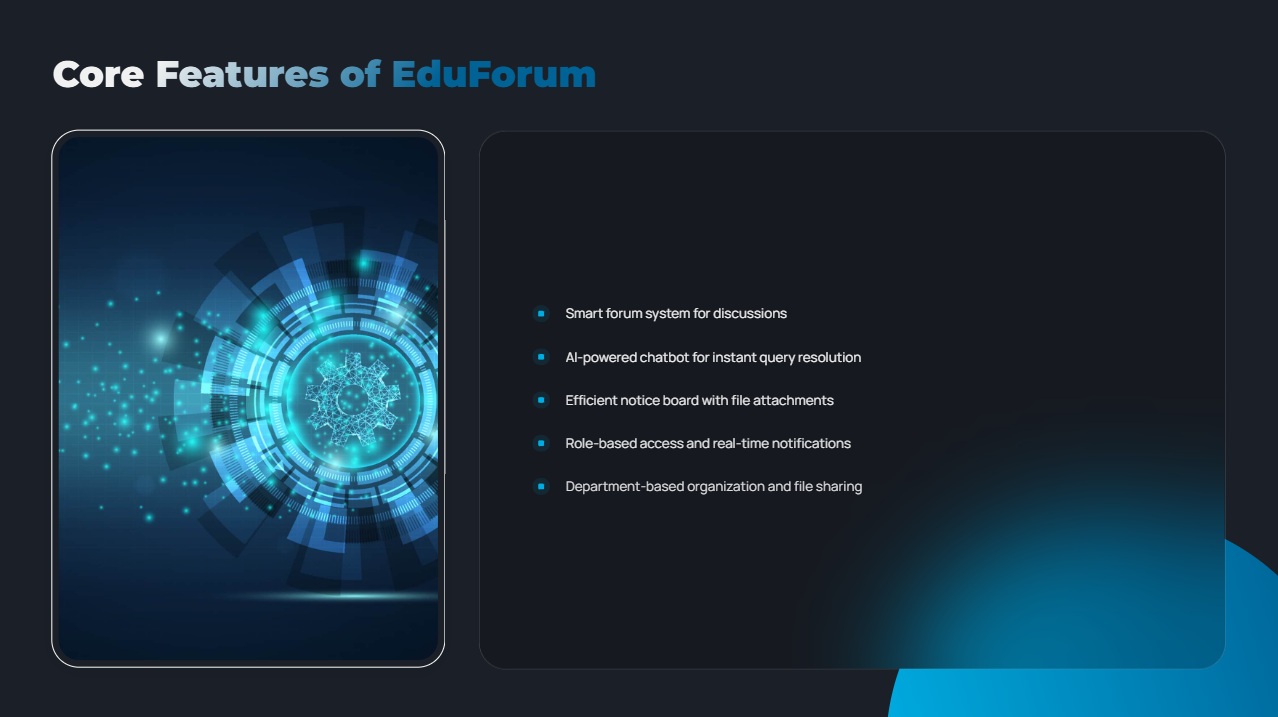 Core Features of EduForum
Smart forum system for discussions
AI-powered chatbot for instant query resolution
Efficient notice board with file attachments
Role-based access and real-time notifications
Department-based organization and file sharing